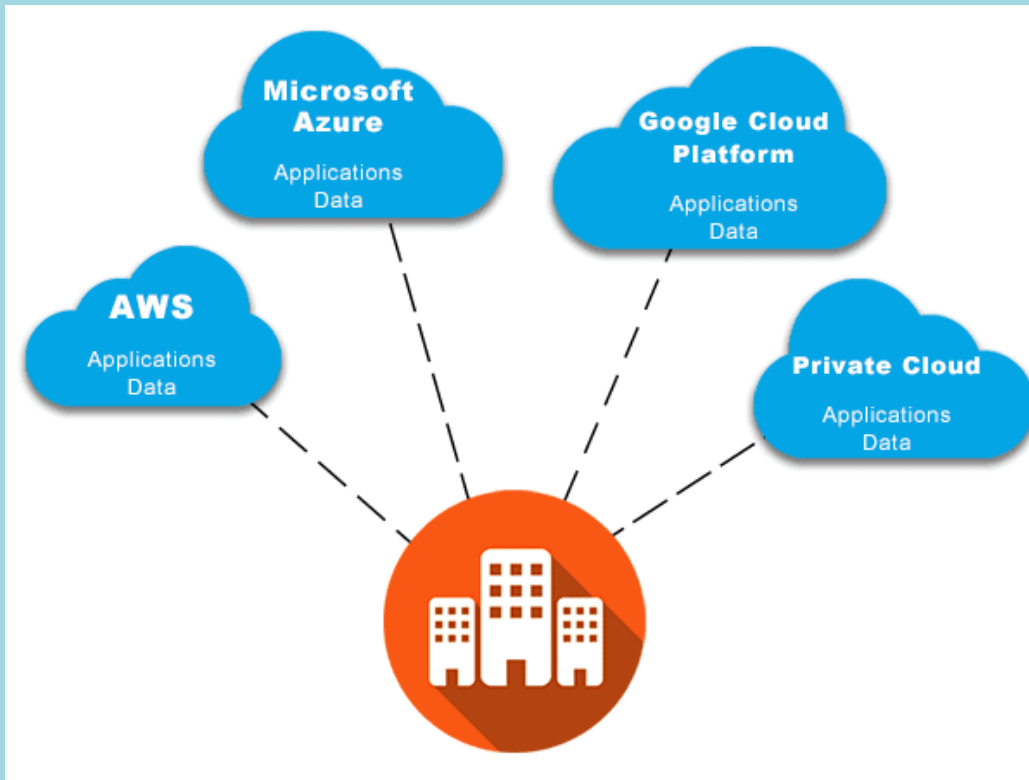 Microsoft
Azure
Applications
Data
Google Cloud
Platform
Applications
Data
AWS
Applications
Data
Private Cloud
Applications
Data